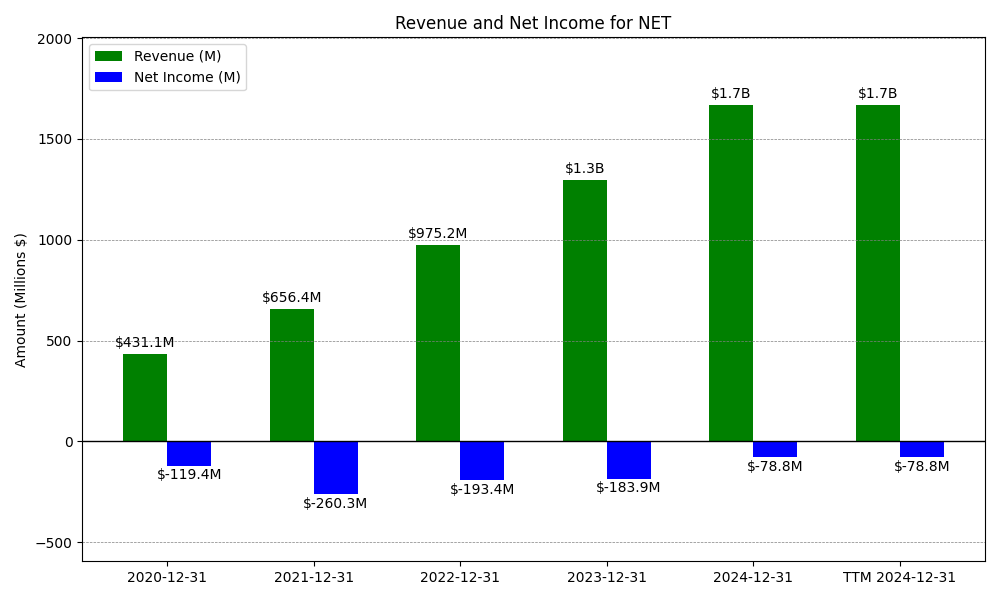 Revenue and Net Income for NET
Revenue (M)
Net Income (M)
Amount (Millions $)
2000
1500
1000
500
0
−500
$431.1M
$656.4M
$975.2M
$1.3B
$1.7B
$1.7B
$-119.4M
$-260.3M
$-193.4M
$-183.9M
$-78.8M
$-78.8M
2020-12-31
2021-12-31
2022-12-31
2023-12-31
2024-12-31
TTM 2024-12-31